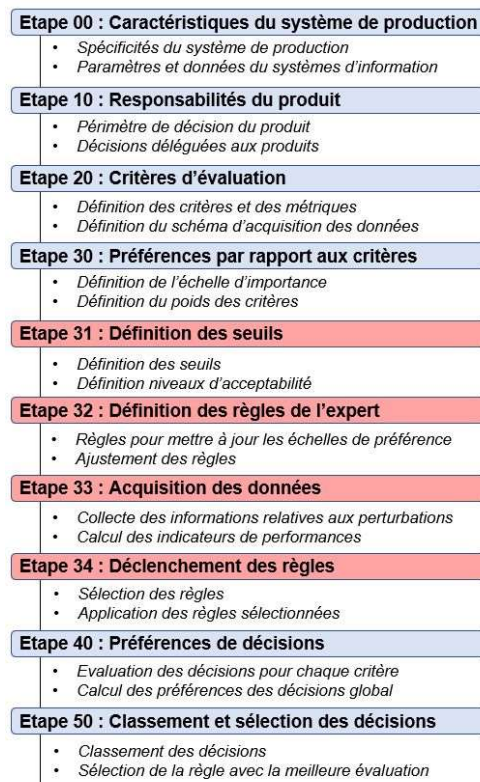 Etape 00 : Caractéristiques du système de production
• Spécificités du système de production
• Paramètres et données du systèmes d'information
Etape 10 : Responsabilités du produit
• Périmètre de décision du produit
• Décisions déléguées aux produits
Etape 20 : Critères d'évaluation
• Définition des critères et des métriques
• Définition du schéma d'acquisition des données
Etape 30 : Préférences par rapport aux critères
• Définition de l'échelle d'importance
• Définition du poids des critères
Etape 31 : Définition des seuils
• Définition des seuils
• Définition niveaux d'acceptabilité
Etape 32 : Définition des règles de l'expert
• Règles pour mettre à jour les échelles de préférence
• Ajustement des règles
Etape 33 : Acquisition des données
• Collecte des informations relatives aux perturbations
• Calcul des indicateurs de performances
Etape 34 : Déclenchement des règles
• Sélection des règles
• Application des règles sélectionnées
Etape 40 : Préférences de décisions
• Evaluation des décisions pour chaque critère
• Calcul des préférences des décisions global
Etape 50 : Classement et sélection des décisions
• Classement des décisions
• Sélection de la règle avec la meilleure évaluation